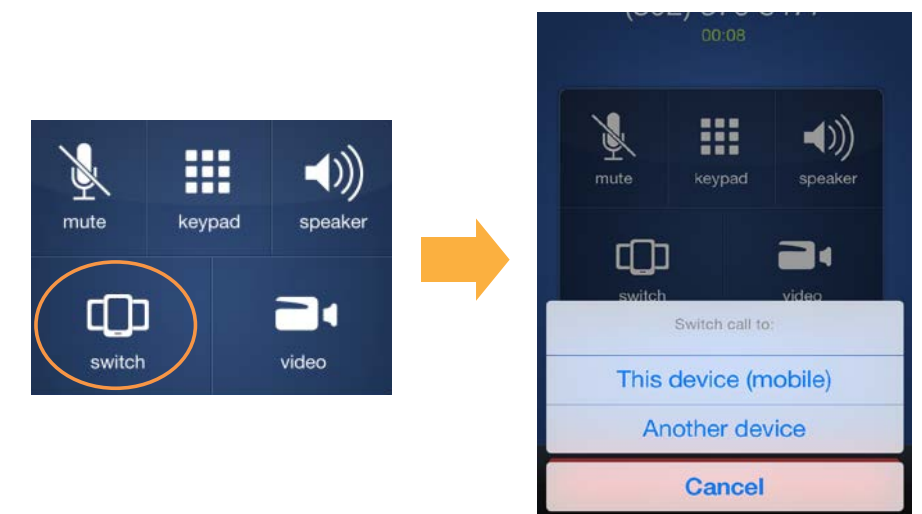 mute keypad speaker
switch video
00:08
mute keypad speaker
switch video
Switch call to:
This device (mobile)
Another device
Cancel